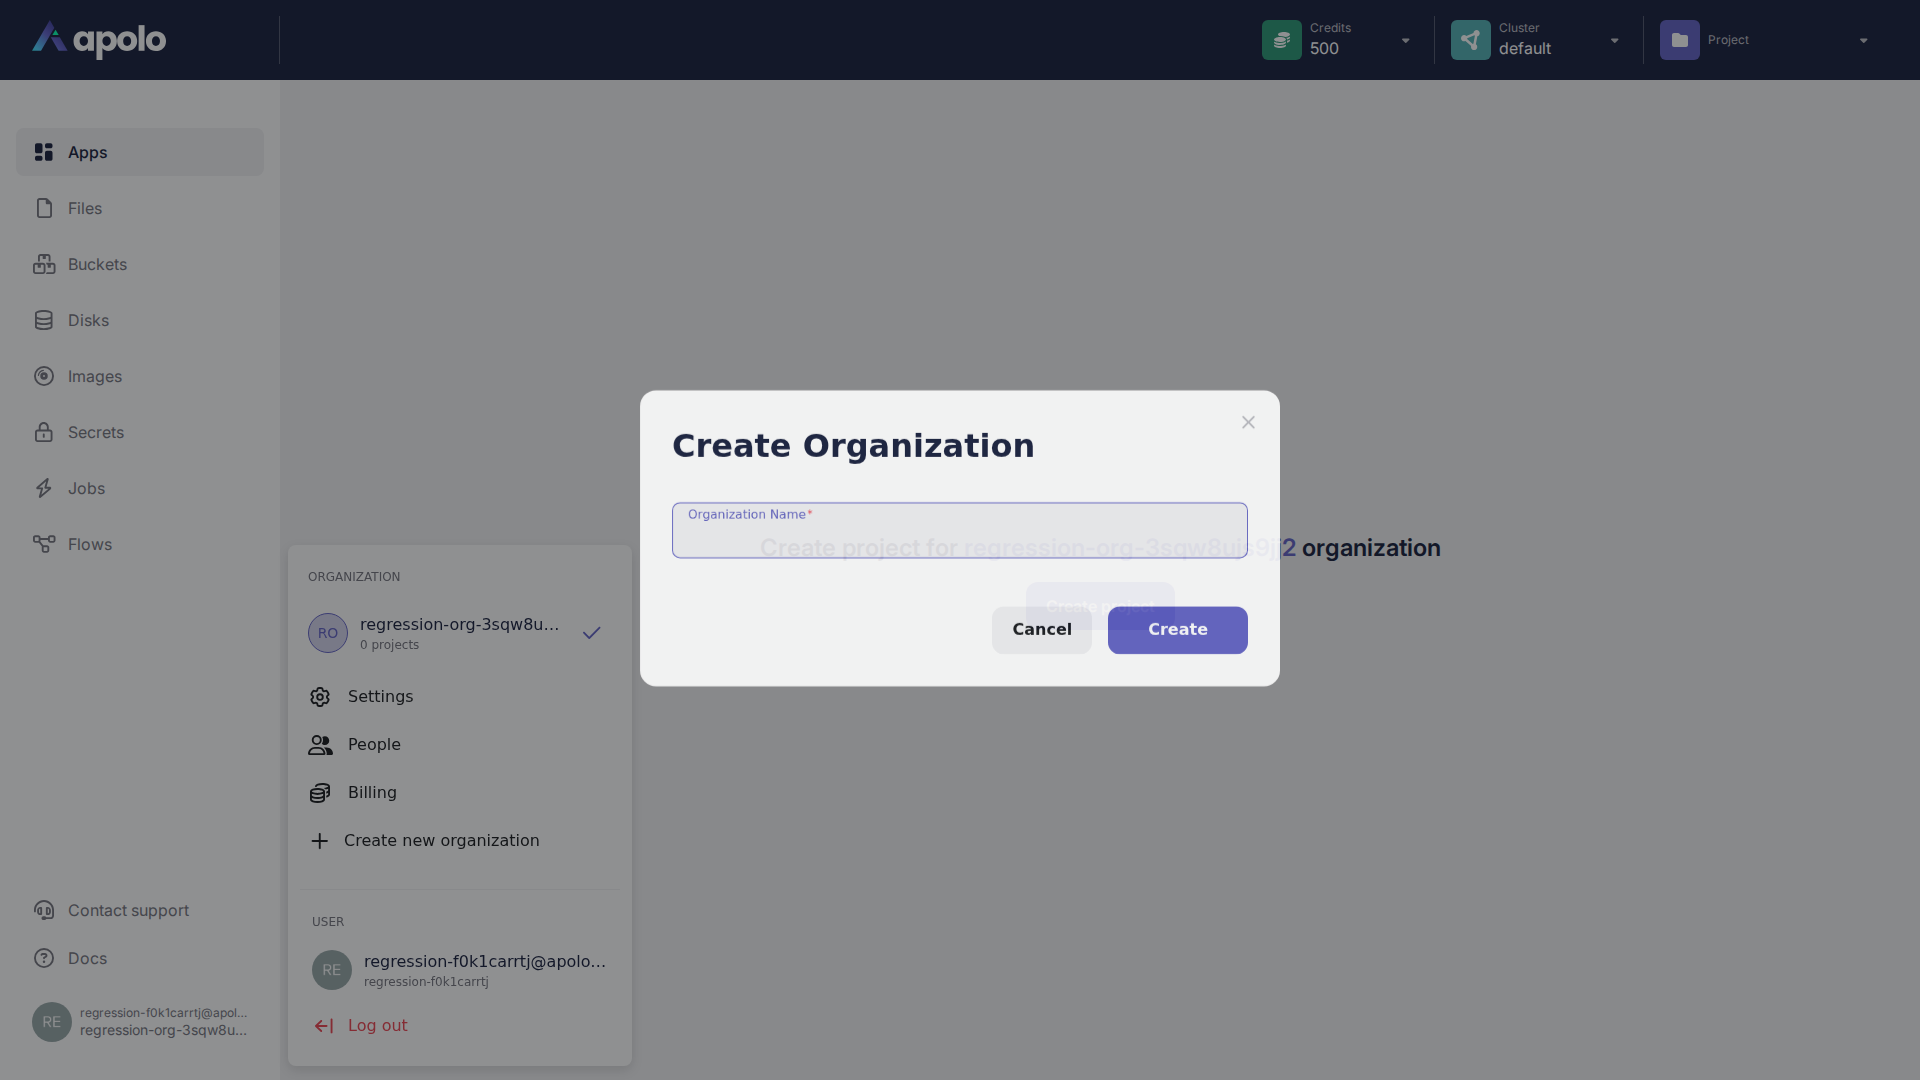 apolo
Credits
500
Cluster
default
Project
Apps
Files
Buckets
Disks
Images
Secrets
Jobs
Flows
Contact support
Docs
RE
regression-f0k1carrtj@apol...
regression-org-3sqw8u...
ORGANIZATION
RO
regression-org-3sqw8u...
0 projects
Settings
People
Billing
Create new organization
USER
RE
regression-f0k1carrtj@apolo...
regression-f0k1carrtj
Log out
Create Organization
Organization Name*
Create project for regression-org-3sqw8ujs9jj2 organization
Create project
Cancel
Create